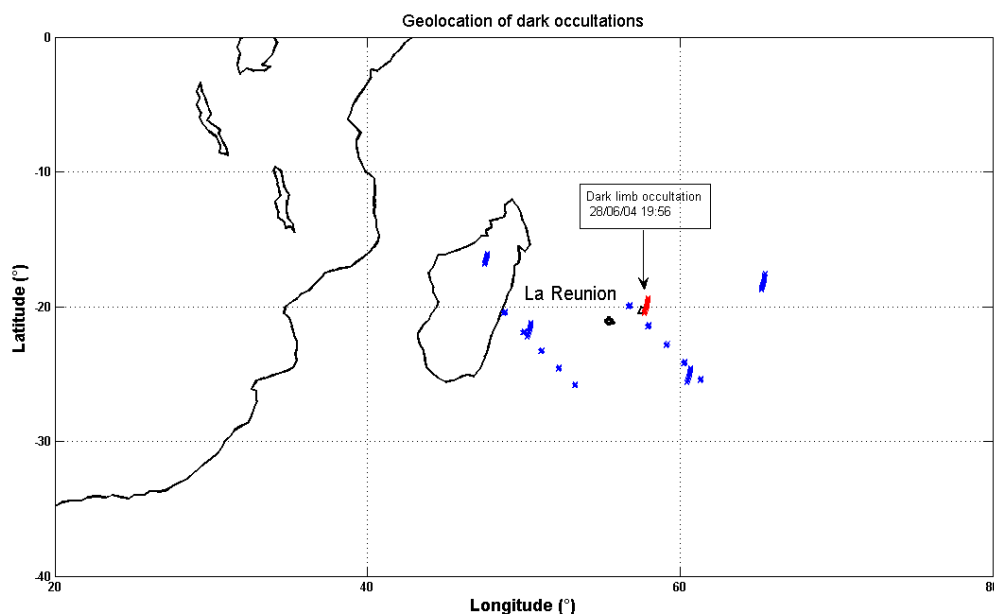 Geolocation of dark occultations
0
-10
-20
-30
-40
Latitude (°)
Dark limb occultation
28/06/04 19:56
La Reunion
20
40
60
80
Longitude (°)